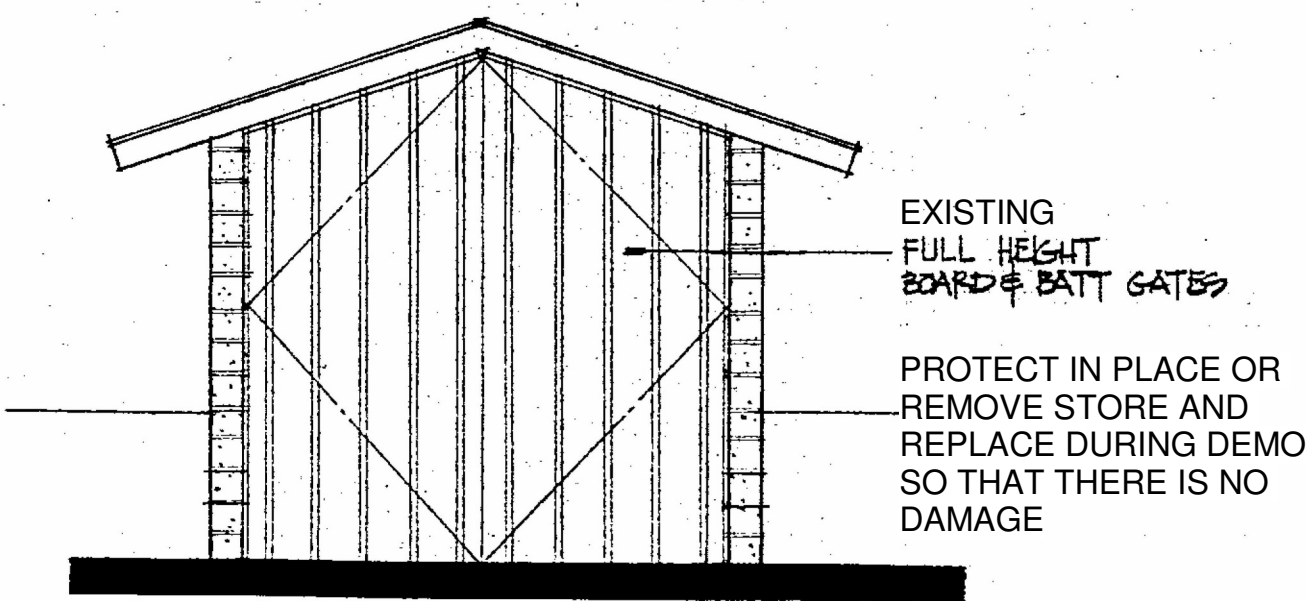 EXISTING
FULL HEIGHT
BOARD & BATT GATES
PROTECT IN PLACE OR
REMOVE STORE AND
REPLACE DURING DEMO
SO THAT THERE IS NO
DAMAGE